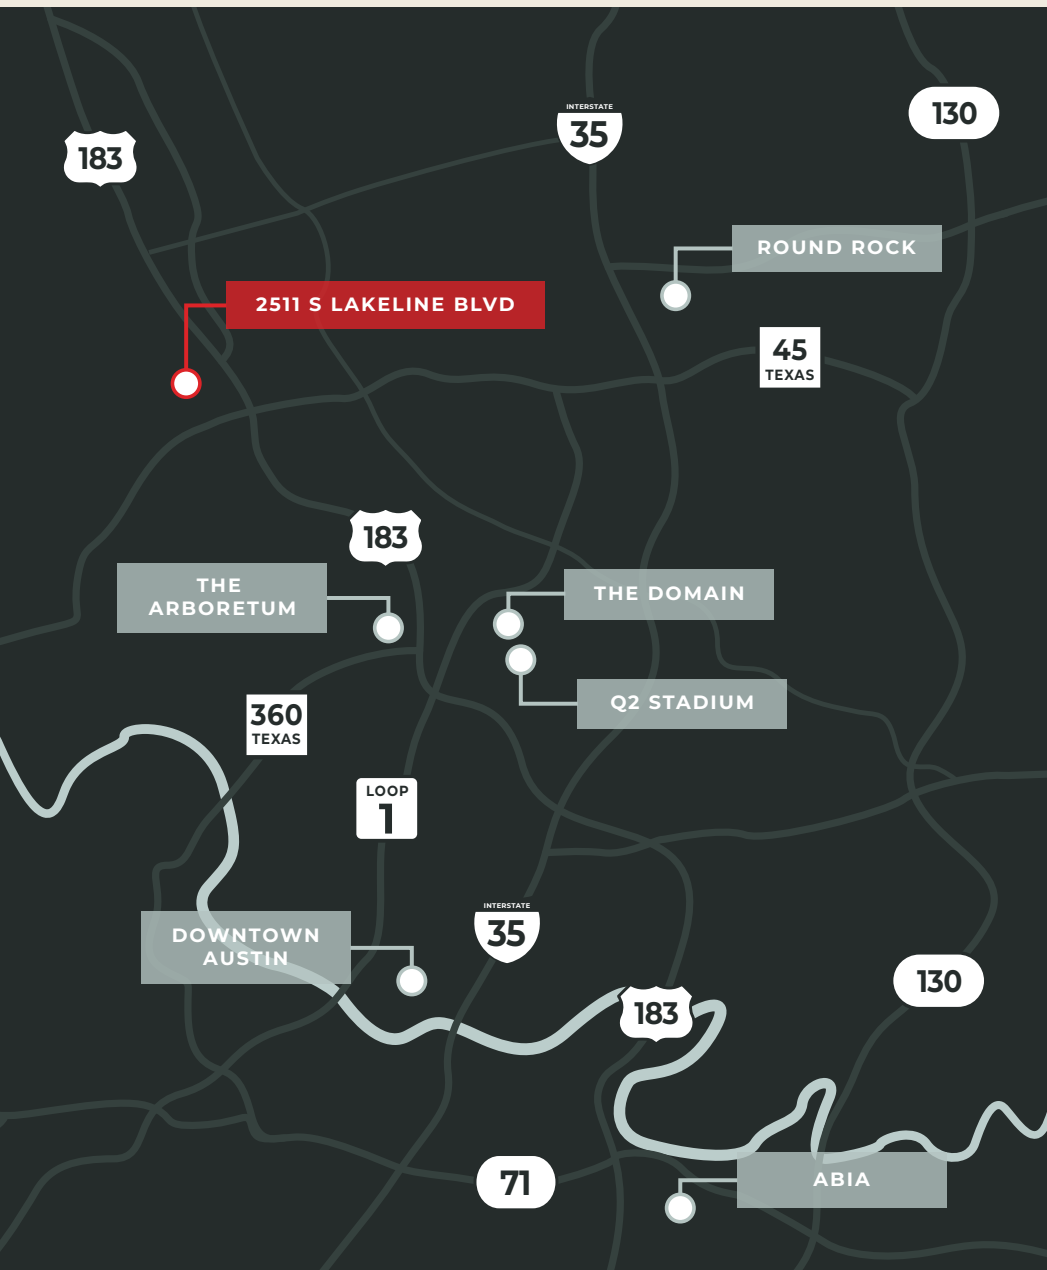 INTERSTATE
35
130
183
ROUND ROCK
2511 S LAKELINE BLVD
45
TEXAS
183
THE
ARBORETUM
THE DOMAIN
Q2 STADIUM
360
TEXAS
LOOP
1
INTERSTATE
35
DOWNTOWN
AUSTIN
130
183
71
ABIA